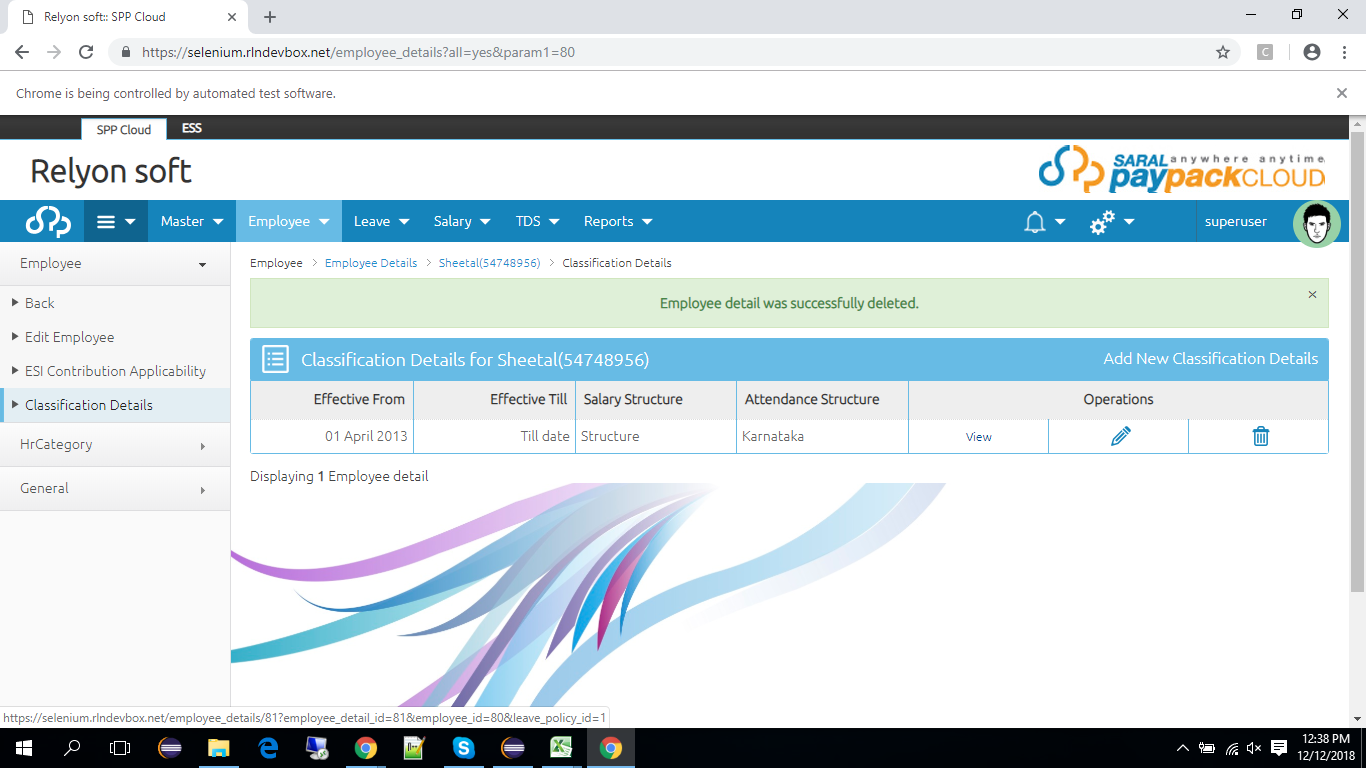 Relyon soft:: SPP Cloud
https://selenium.rlndevbox.net/employee_details?all=yes&param1=80
C
Chrome is being controlled by automated test software.
SPP Cloud ESS
Relyon soft
SARAL anywhere anytime
paypackCLOUD
Master Employee Leave Salary TDS Reports superuser
Employee
Back
Edit Employee
ESI Contribution Applicability
Classification Details
HrCategory
General
Employee > Employee Details > Sheetal(54748956) > Classification Details
Employee detail was successfully deleted.
Classification Details for Sheetal(54748956) Add New Classification Details
Effective From Effective Till Salary Structure Attendance Structure Operations
01 April 2013 Till date Structure Karnataka View
Displaying 1 Employee detail
https://selenium.rlndevbox.net/employee_details/81?employee_detail_id=81&employee_id=80&leave_policy_id=1
12:38 PM
12/12/2018